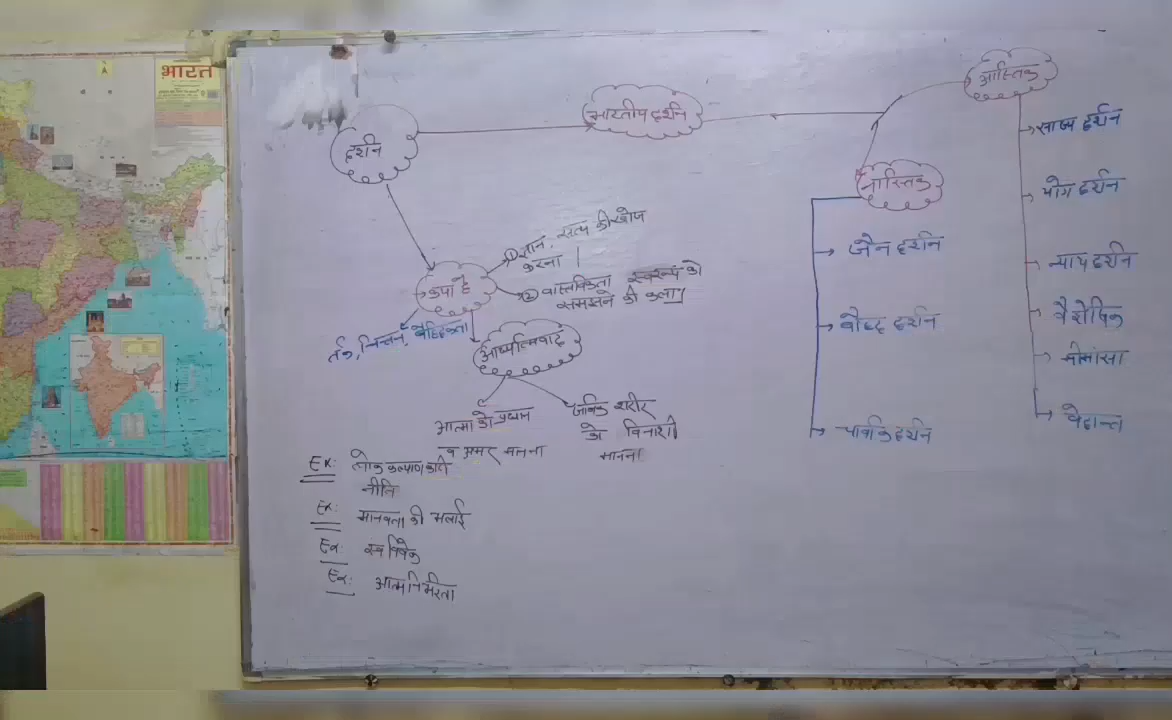 भारत
दर्शन
भारतीय दर्शन
आस्तिक
सांख्य दर्शन
योग दर्शन
न्याय दर्शन
वैशेषिक
मीमांसा
वेदान्त
नास्तिक
जैन दर्शन
बौद्ध दर्शन
चार्वाक दर्शन
क्या है
① ज्ञान, सत्य की खोज
करना।
② वास्तविकता स्वरूप को
समझने की कला।
तर्क, चिन्तन, बौद्धिकता
आध्यात्मिवाद
आत्मा को प्रधान
व अमर मानना
जैविक शरीर
को विनाशी
मानना
Ex: लोक कल्याणकारी
नीति
Ex: मानवता की भलाई
Ex: स्व विवेक
Ex: आत्मनिर्भरता